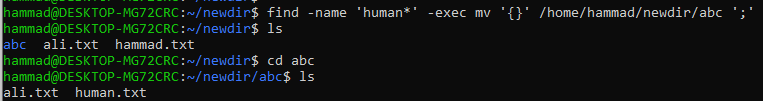 hammad@DESKTOP-MG72CRC:~/newdir$ find -name 'human*' -exec mv '{}' /home/hammad/newdir/abc ';'
hammad@DESKTOP-MG72CRC:~/newdir$ ls
abc  ali.txt  hammad.txt
hammad@DESKTOP-MG72CRC:~/newdir$ cd abc
hammad@DESKTOP-MG72CRC:~/newdir/abc$ ls
ali.txt  human.txt